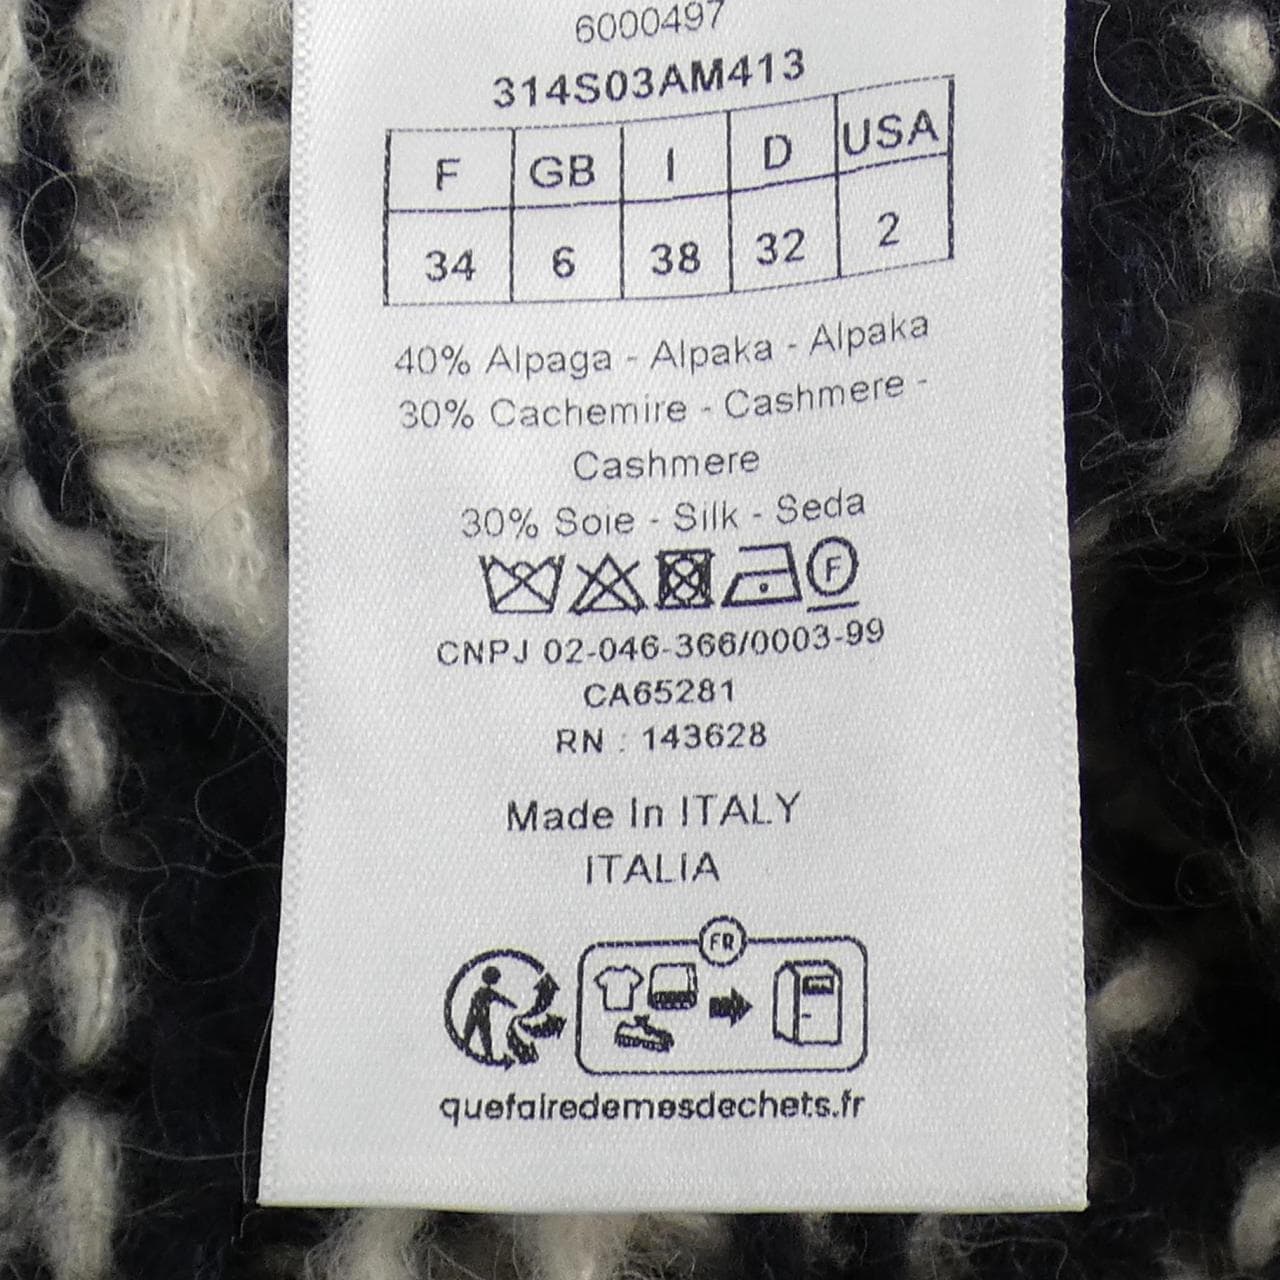 6000497
314S03AM413
F GB I D USA
34 6 38 32 2
40% Alpaga - Alpaka - Alpaka
30% Cachemire - Cashmere -
Cashmere
30% Soie - Silk - Seda
F
CNPJ 02-046-366/0003-99
CA65281
RN : 143628
Made In ITALY
ITALIA
FR
quefairedemesdechets.fr